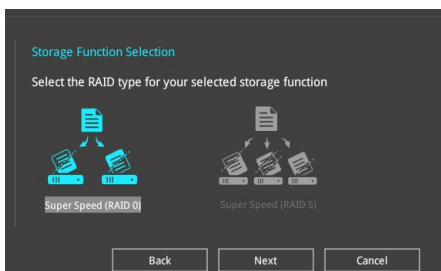 Storage Function Selection
Select the RAID type for your selected storage function
Super Speed (RAID 0)
Super Speed (RAID 5)
Back
Next
Cancel